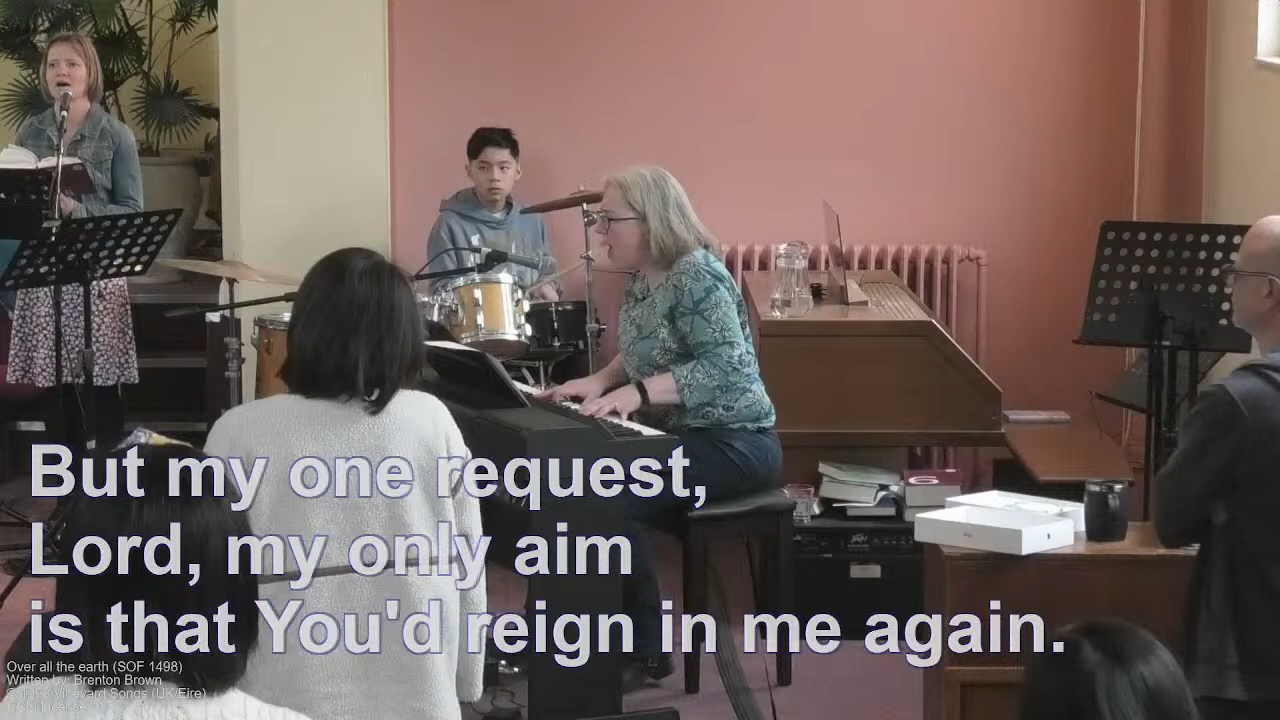 But my one request,
Lord, my only aim
is that You'd reign in me again.
Over all the earth (SOF 1498)
Written by: Brenton Brown
Vineyard Songs (UK/Eire)
PEAVEY